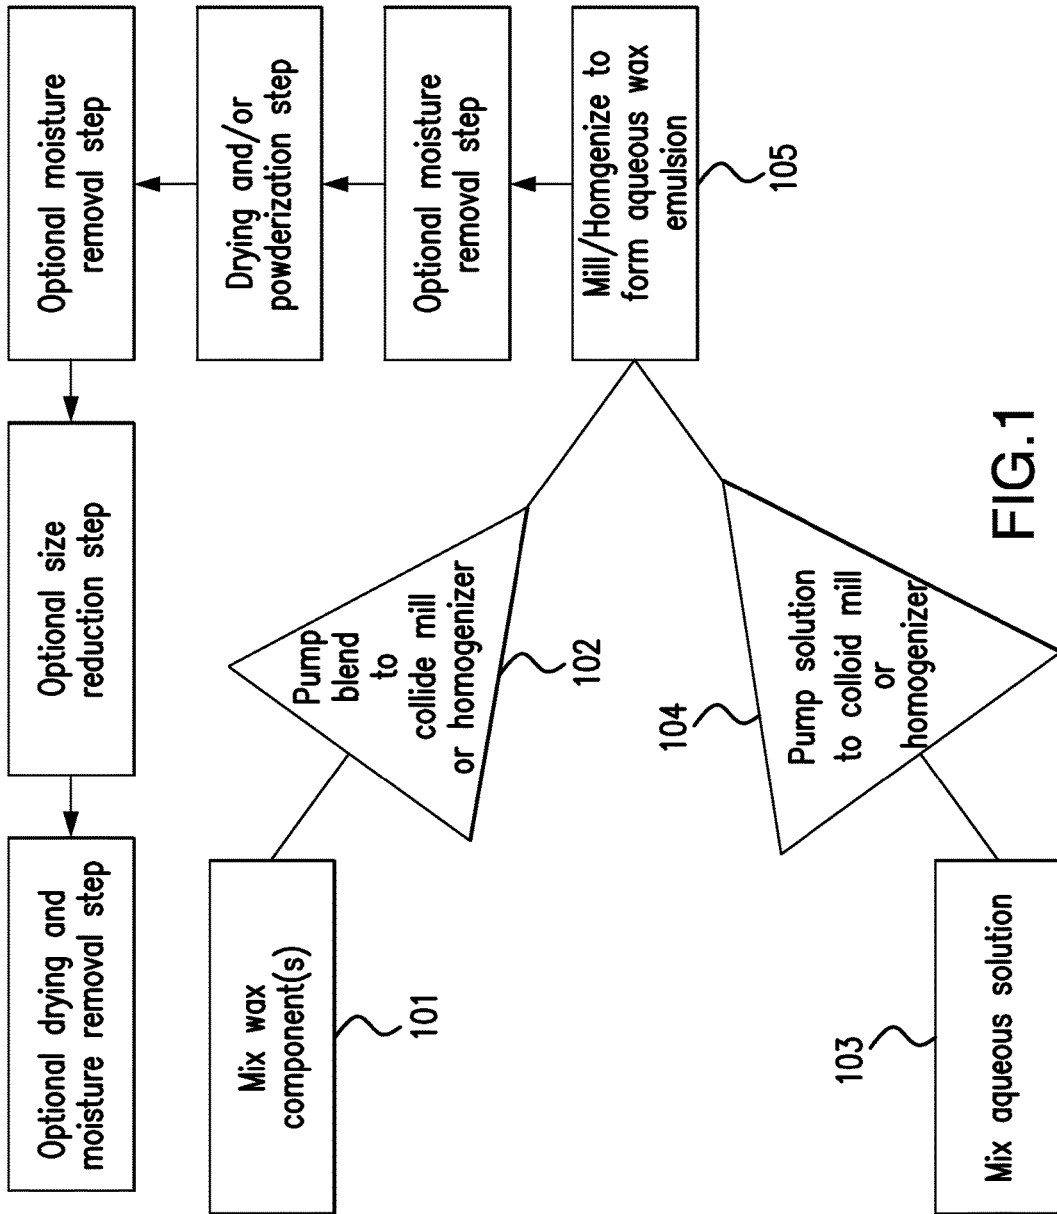 Mix wax
component(s)
101
Pump
blend
to
collide mill
or homogenizer
102
Mix aqueous solution
103
Pump solution
to colloid mill
or
homogenizer
104
Mill/Homgenize to
form aqueous wax
emulsion
105
Optional moisture
removal step
Drying and/or
powderization step
Optional moisture
removal step
Optional size
reduction step
Optional drying and
moisture removal step
FIG.1